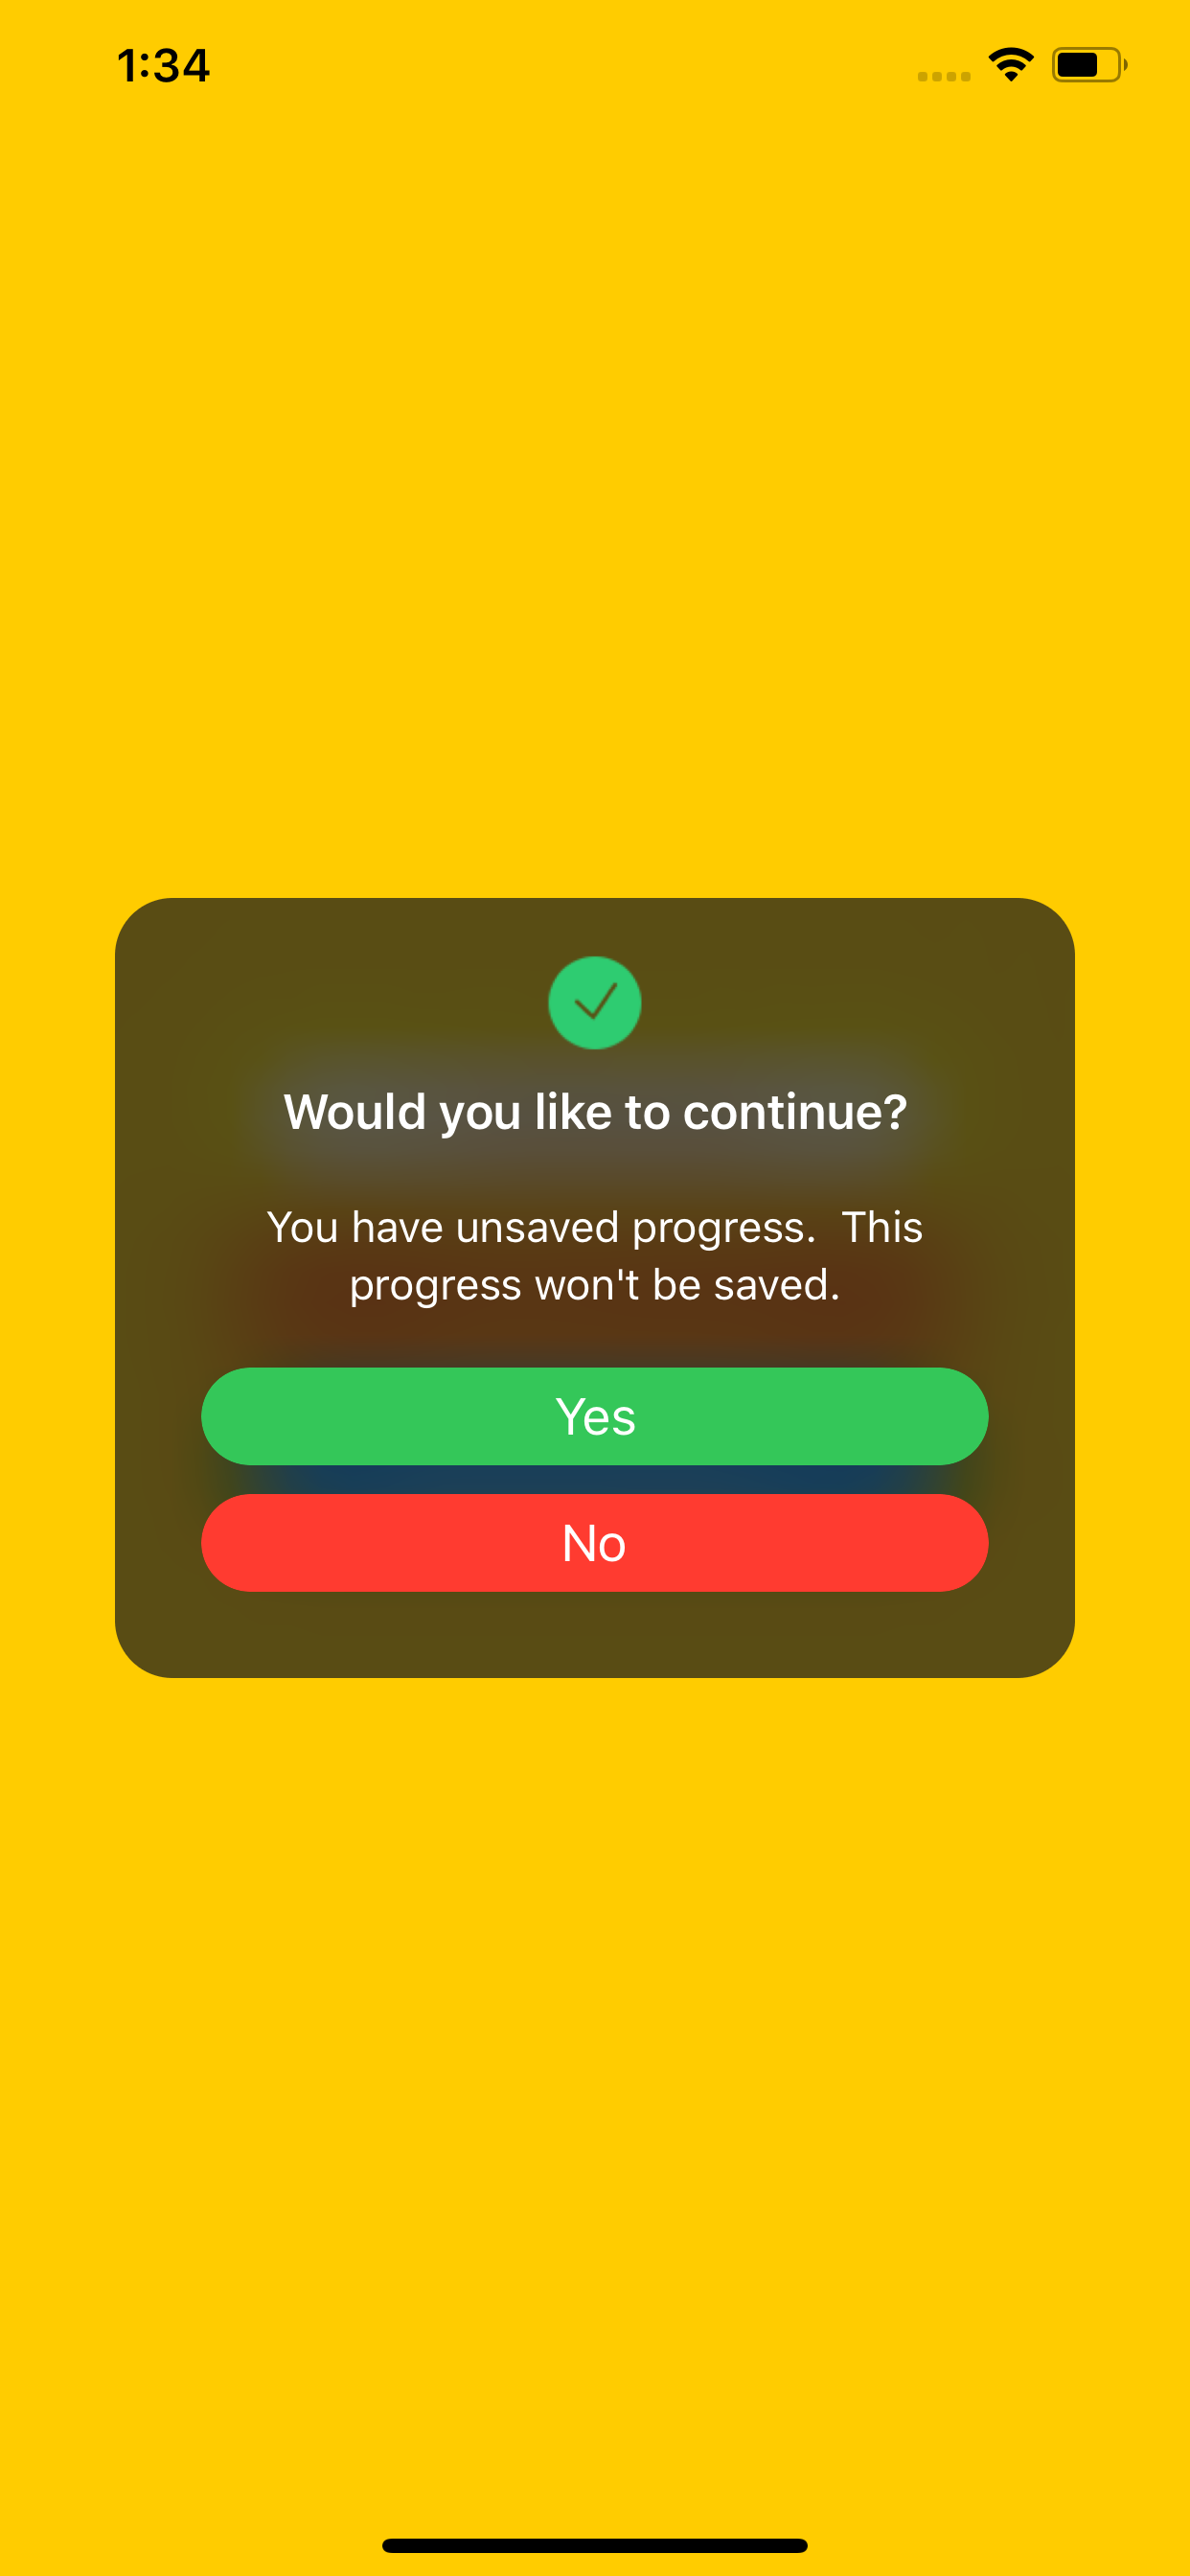 1:34
Would you like to continue?
You have unsaved progress.  This
progress won't be saved.
Yes
No